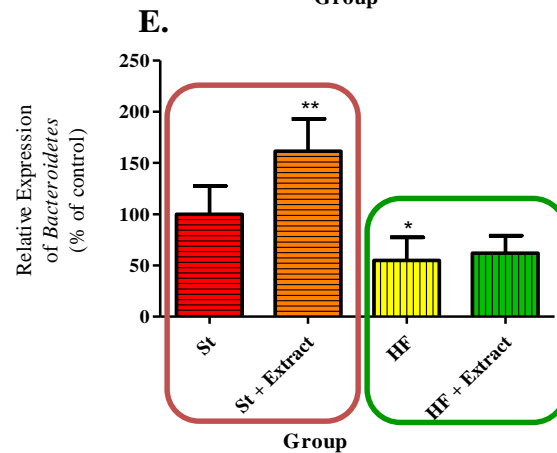 Group
E.
Relative Expression
of Bacteroidetes
(% of control)
250
200
150
100
50
0
**
*
St
St + Extract
HF
HF + Extract
Group